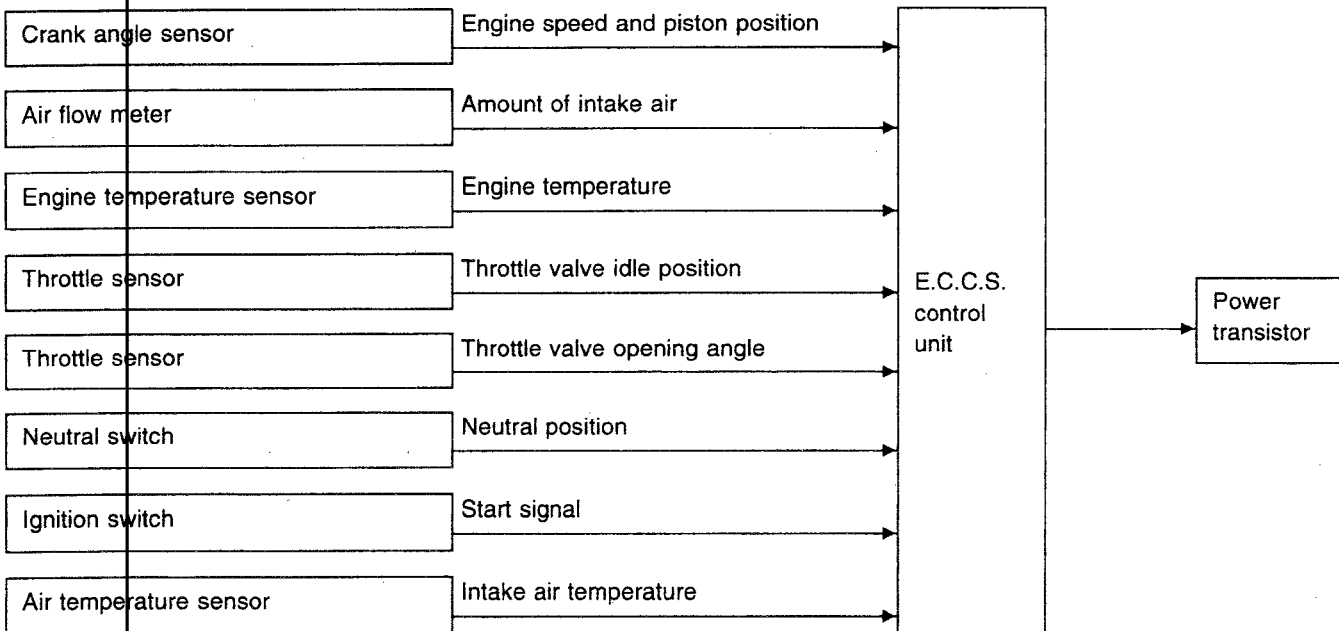 Crank angle sensor
Engine speed and piston position
Air flow meter
Amount of intake air
Engine temperature sensor
Engine temperature
Throttle sensor
Throttle valve idle position
Throttle sensor
Throttle valve opening angle
Neutral switch
Neutral position
Ignition switch
Start signal
Air temperature sensor
Intake air temperature
E.C.C.S.
control
unit
Power
transistor